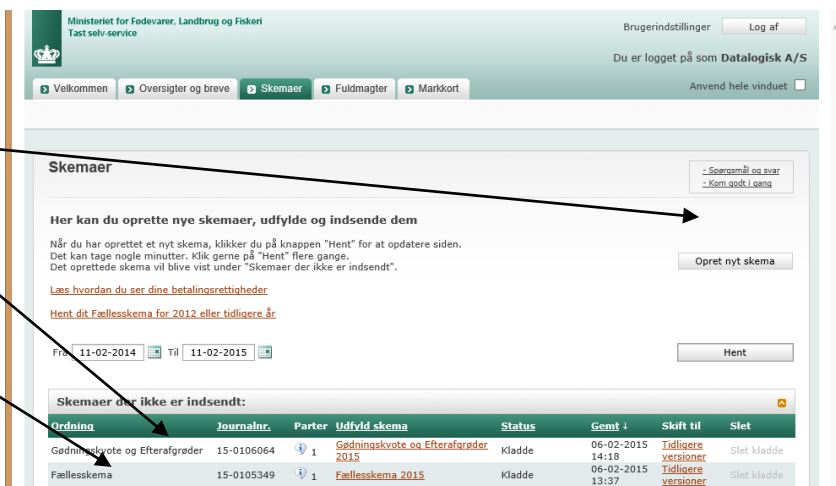 Ministeriet for Fødevarer, Landbrug og Fiskeri
Tast selv-service
Brugerindstillinger Log af
Du er logget på som Datalogisk A/S
Velkommen Oversigter og breve Skemaer Fuldmagter Markkort Anvend hele vinduet
Skemaer
- Spørgsmål og svar
- Kom godt i gang
Her kan du oprette nye skemaer, udfylde og indsende dem
Når du har oprettet et nyt skema, klikker du på knappen "Hent" for at opdatere siden.
Det kan tage nogle minutter. Klik gerne på "Hent" flere gange.
Det oprettede skema vil blive vist under "Skemaer der ikke er indsendt".
Opret nyt skema
Læs hvordan du ser dine betalingsrettigheder
Hent dit Fællesskema for 2012 eller tidligere år
Fra 11-02-2014 Til 11-02-2015 Hent
Skemaer der ikke er indsendt:
Ordning Journalnr. Parter Udfyld skema Status Gemt ↓ Skift til Slet
Gødningskvote og Efterafgrøder 15-0106064 1 Gødningskvote og Efterafgrøder 2015 Kladde 06-02-2015 14:18 Tidligere versioner Slet kladde
Fællesskema 15-0105349 1 Fællesskema 2015 Kladde 06-02-2015 13:37 Tidligere versioner Slet kladde